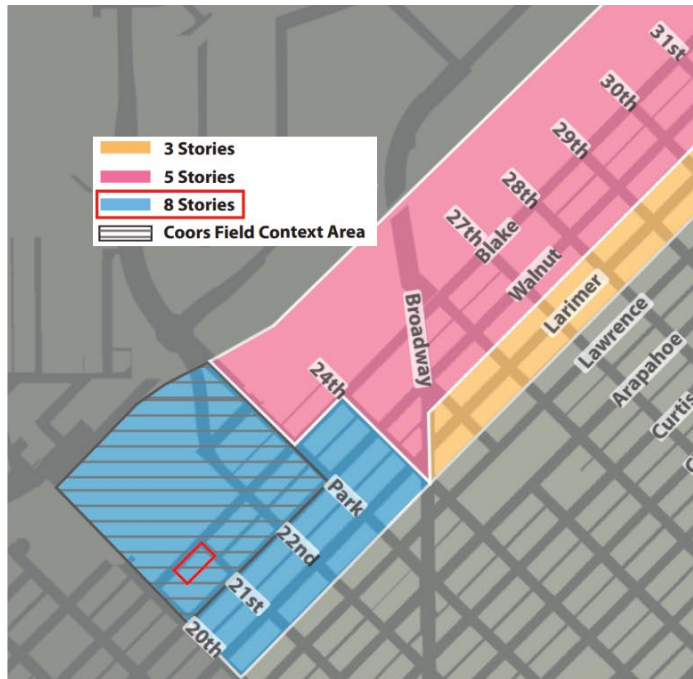 3 Stories
5 Stories
8 Stories
Coors Field Context Area
31st
30th
29th
28th
27th
Blake
Walnut
Larimer
Lawrence
Arapahoe
Curtis
Broadway
24th
Park
22nd
21st
20th